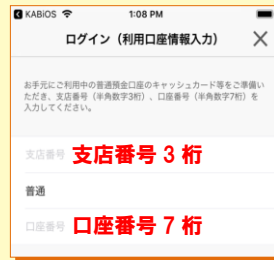 KABiOS 1:08 PM
ログイン（利用口座情報入力） ×
お手元にご利用中の普通預金口座のキャッシュカード等をご準備い
ただき、支店番号（半角数字3桁）、口座番号（半角数字7桁）を
入力してください。
支店番号 支店番号 3 桁
普通
口座番号 口座番号 7 桁